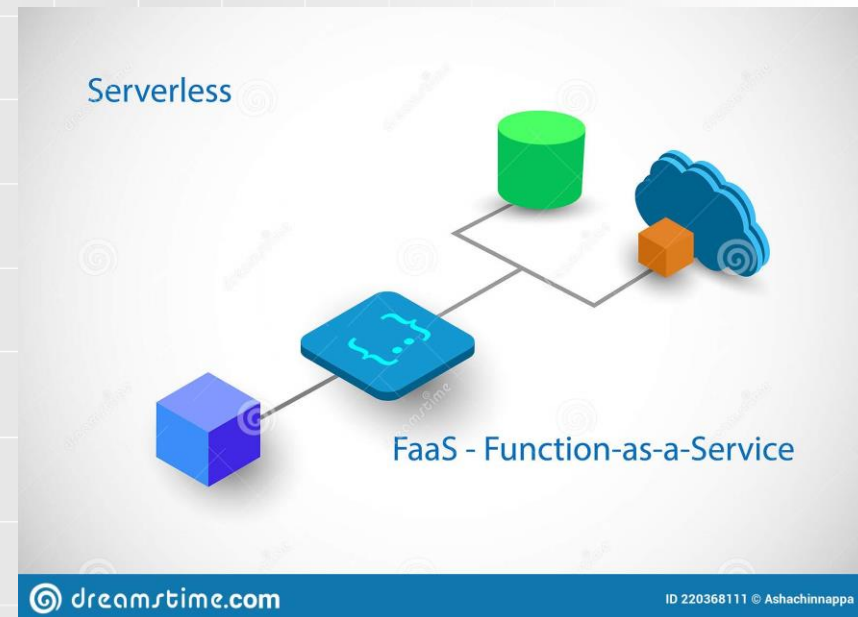 Serverless
{..}
FaaS - Function-as-a-Service
dreamstime.com
ID 220368111 © Ashachinnappa